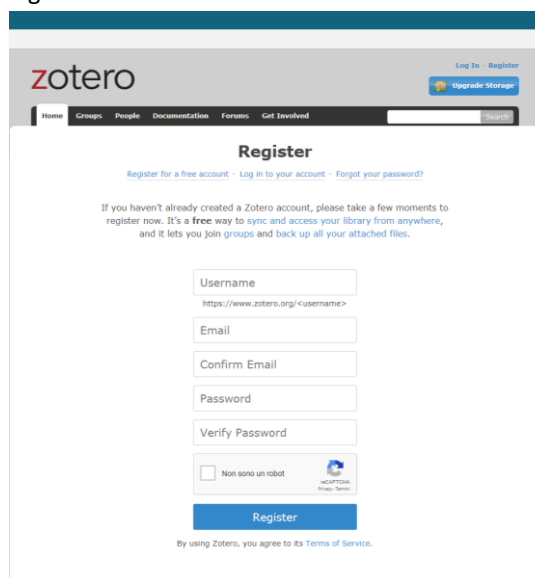 zotero
Log In · Register
Upgrade Storage
Home Groups People Documentation Forums Get Involved
Search
Register
Register for a free account · Log in to your account · Forgot your password?
If you haven't already created a Zotero account, please take a few moments to
register now. It's a free way to sync and access your library from anywhere,
and it lets you join groups and back up all your attached files.
Username
https://www.zotero.org/<username>
Email
Confirm Email
Password
Verify Password
Non sono un robot
reCAPTCHA
Privacy - Termini
Register
By using Zotero, you agree to its Terms of Service.